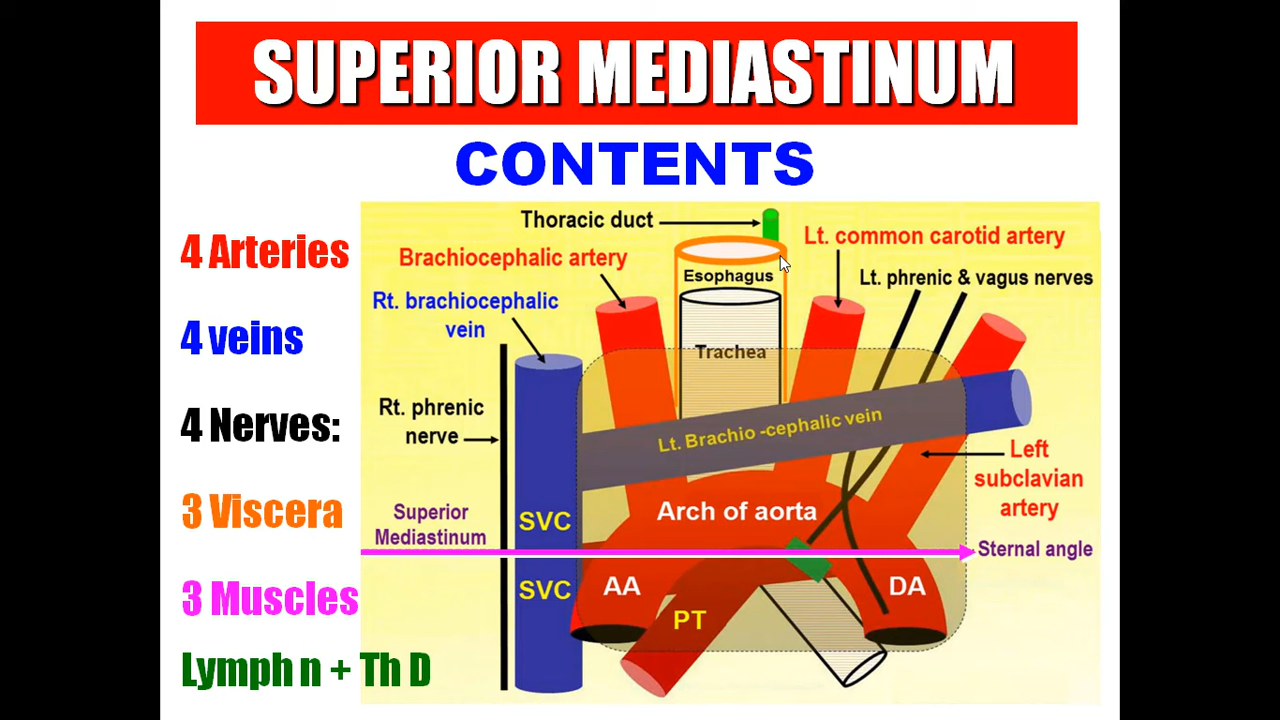 SUPERIOR MEDIASTINUM
CONTENTS
4 Arteries
4 veins
4 Nerves:
3 Viscera
3 Muscles
Lymph n + Th D
Thoracic duct
Brachiocephalic artery
Lt. common carotid artery
Esophagus
Lt. phrenic & vagus nerves
Rt. brachiocephalic
vein
Trachea
Rt. phrenic
nerve
Lt. Brachio -cephalic vein
Left
subclavian
artery
Superior
Mediastinum
SVC
Arch of aorta
Sternal angle
SVC
AA
PT
DA